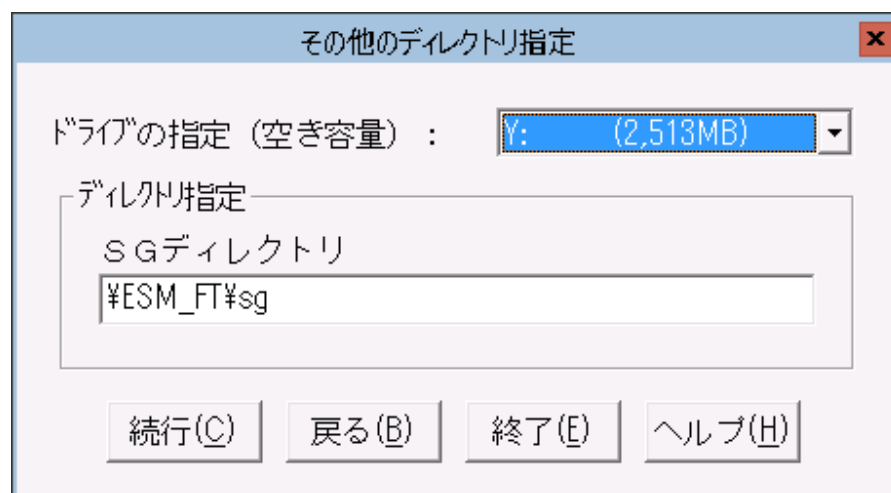 その他のディレクトリ指定
ﾄﾞﾗｲﾌﾞの指定（空き容量）：
Y: (2,513MB)
ﾃﾞｨﾚｸﾄﾘ指定
ＳＧディレクトリ
¥ESM_FT¥sg
続行(C) 戻る(B) 終了(E) ヘルプ(H)